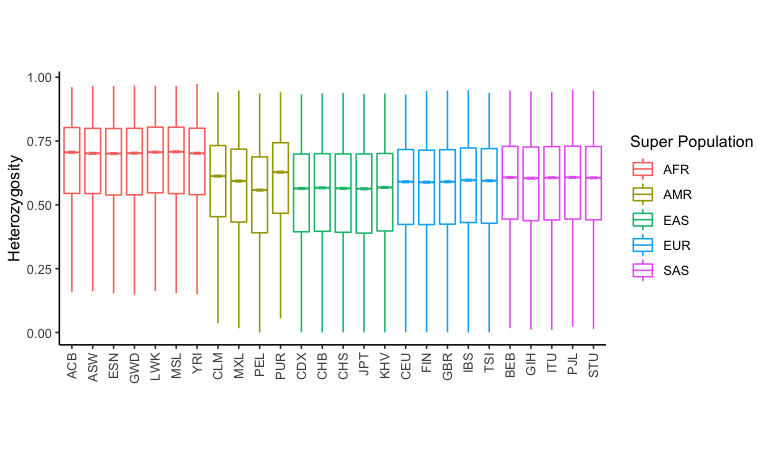 1.00
0.75
0.50
0.25
0.00
Heterozygosity
ACB
ASW
ESN
GWD
LWK
MSL
YRI
CLM
MXL
PEL
PUR
CDX
CHB
CHS
JPT
KHV
CEU
FIN
GBR
IBS
TSI
BEB
GIH
ITU
PJL
STU
Super Population
AFR
AMR
EAS
EUR
SAS